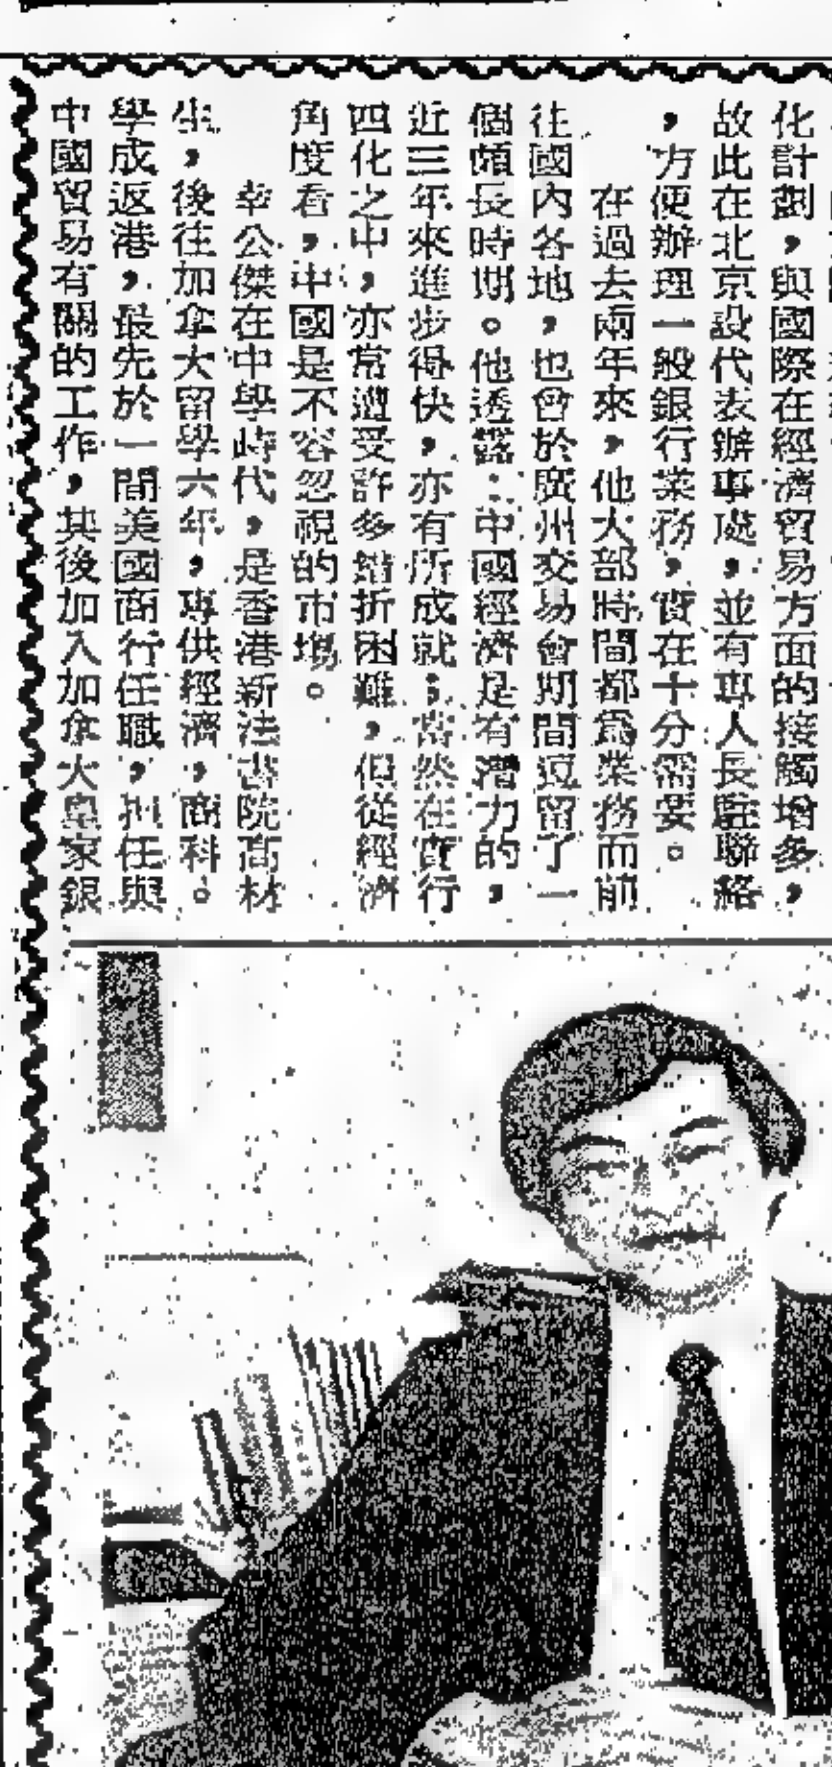 化計劃，與國際在經濟貿易方面的接觸增多，
故此在北京設代表辦事處，並有專人長駐聯絡
，方便辦理一般銀行業務，實在十分需要。
在過去兩年來，他大部時間都爲業務而前
往國內各地，也曾於廣州交易會期間逗留了一
個頗長時期。他透露：中國經濟是有潛力的，
近三年來進步得快，亦有所成就；當然在實行
四化之中，亦常遭受許多錯折困難，但從經濟
角度看，中國是不容忽視的市場。
公傑在中學時代，是香港新法書院高材
生，後往加拿大留學六年，專供經濟，商科。
學成返港，最先於一間美國商行任職，担任與
中國貿易有關的工作，其後加入加拿大皇家銀